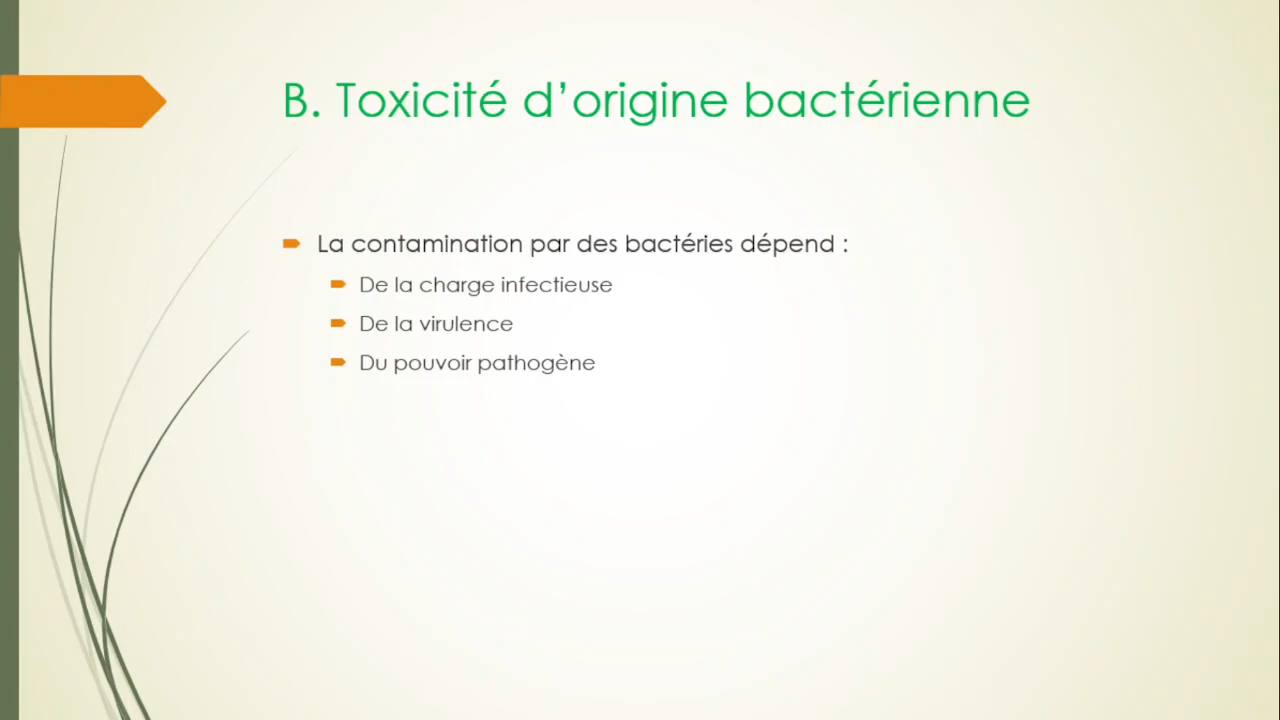 B. Toxicité d’origine bactérienne
La contamination par des bactéries dépend :
De la charge infectieuse
De la virulence
Du pouvoir pathogène